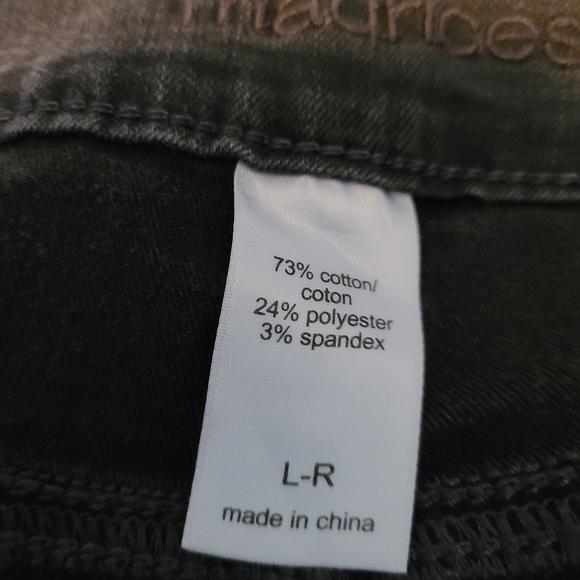 maurices
73% cotton/
coton
24% polyester
3% spandex
L-R
made in china